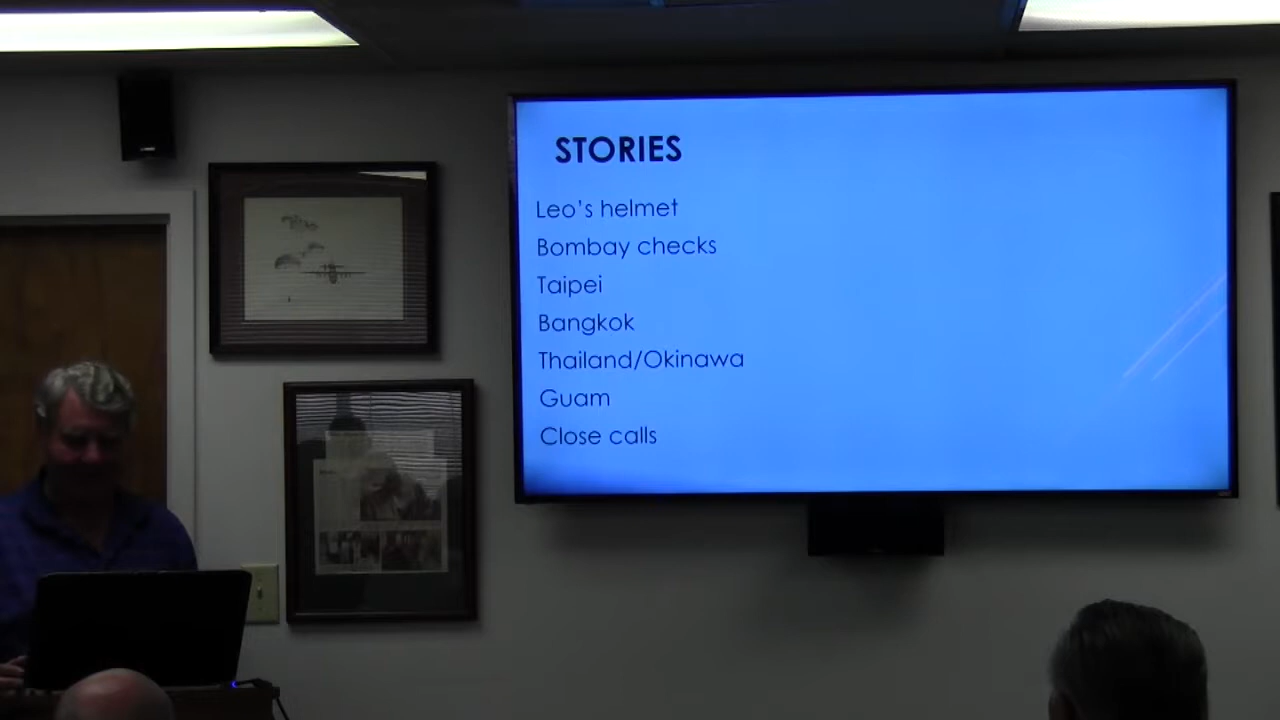 STORIES
Leo's helmet
Bombay checks
Taipei
Bangkok
Thailand/Okinawa
Guam
Close calls